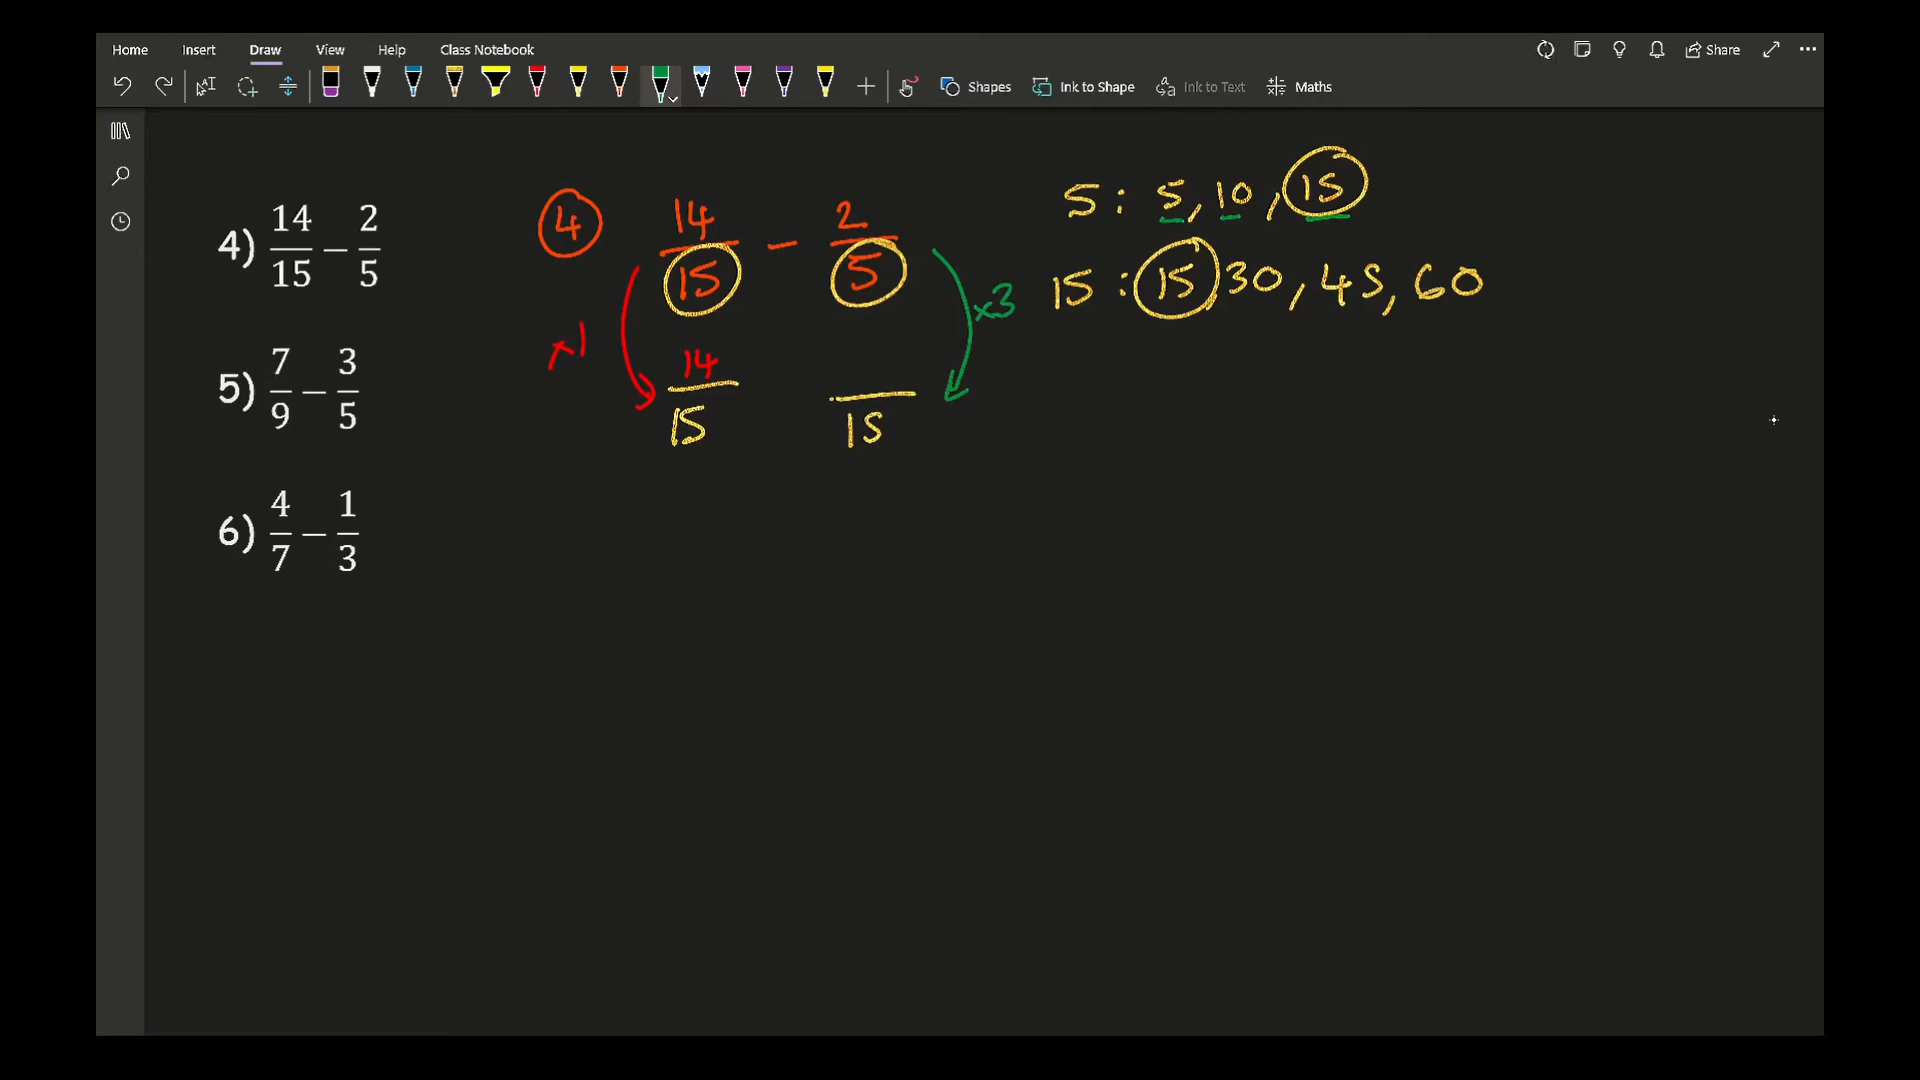 Home Insert Draw View Help Class Notebook Share
Shapes Ink to Shape Ink to Text Maths
4) 14/15 − 2/5
5) 7/9 − 3/5
6) 4/7 − 1/3
4 14/15 − 2/5
×1 ×3
14/15 /15
5 : 5, 10, 15
15 : 15, 30, 45, 60